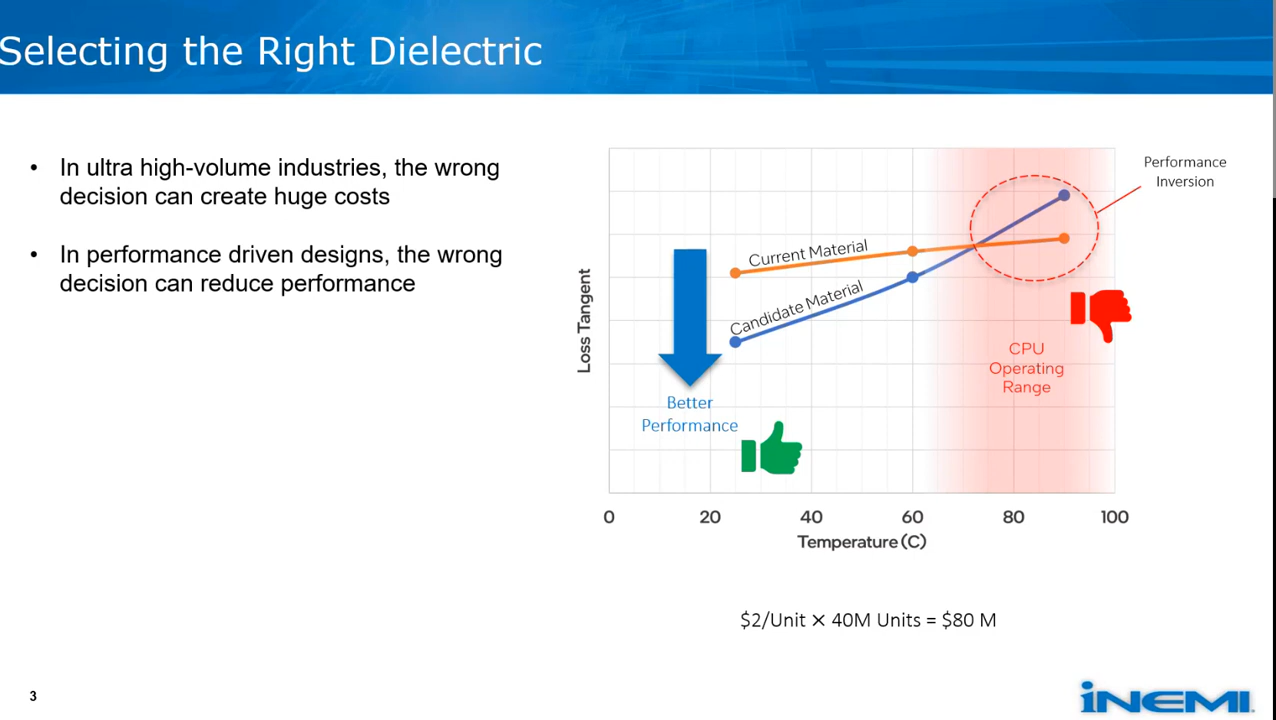 Selecting the Right Dielectric
• In ultra high-volume industries, the wrong
decision can create huge costs
• In performance driven designs, the wrong
decision can reduce performance
Performance
Inversion
Current Material
Candidate Material
Loss Tangent
CPU
Operating
Range
Better
Performance
0 20 40 60 80 100
Temperature (C)
$2/Unit × 40M Units = $80 M
3
iNEMI